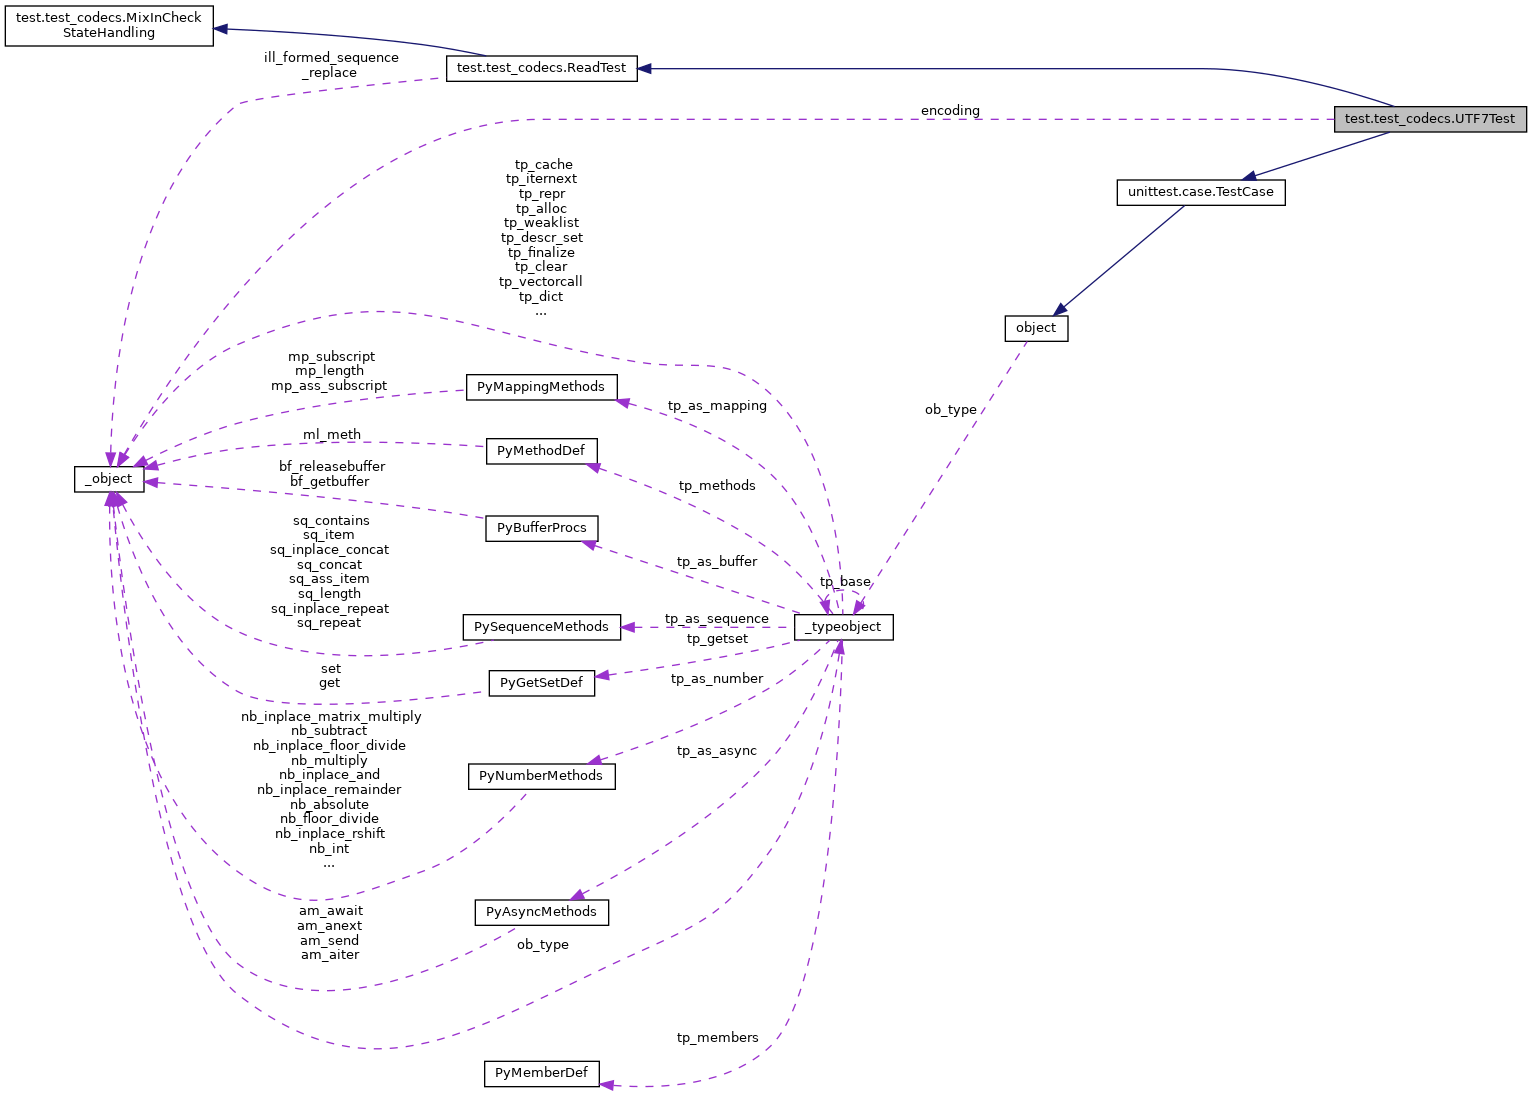 test.test_codecs.MixInCheck
StateHandling
ill_formed_sequence
_replace
test.test_codecs.ReadTest
encoding
test.test_codecs.UTF7Test
tp_cache
tp_iternext
tp_repr
tp_alloc
tp_weaklist
tp_descr_set
tp_finalize
tp_clear
tp_vectorcall
tp_dict
...
unittest.case.TestCase
object
mp_subscript
mp_length
mp_ass_subscript
PyMappingMethods
tp_as_mapping
ob_type
ml_meth
PyMethodDef
_object
bf_releasebuffer
bf_getbuffer
tp_methods
PyBufferProcs
sq_contains
sq_item
sq_inplace_concat
sq_concat
sq_ass_item
sq_length
sq_inplace_repeat
sq_repeat
tp_as_buffer
tp_base
PySequenceMethods
tp_as_sequence
_typeobject
tp_getset
set
get
PyGetSetDef
tp_as_number
nb_inplace_matrix_multiply
nb_subtract
nb_inplace_floor_divide
nb_multiply
nb_inplace_and
nb_inplace_remainder
nb_absolute
nb_floor_divide
nb_inplace_rshift
nb_int
...
PyNumberMethods
tp_as_async
am_await
am_anext
am_send
am_aiter
PyAsyncMethods
ob_type
tp_members
PyMemberDef